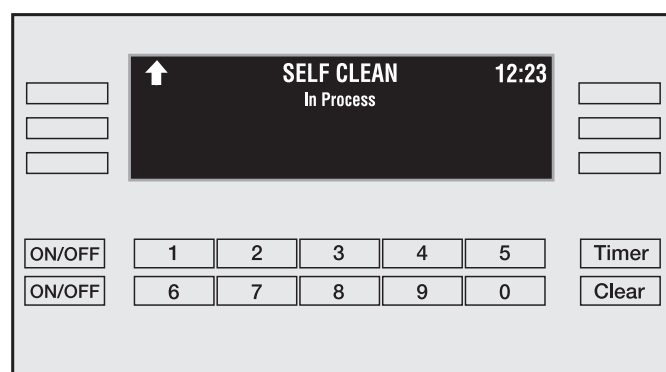 SELF CLEAN 12:23
In Process
ON/OFF 1 2 3 4 5 Timer
ON/OFF 6 7 8 9 0 Clear